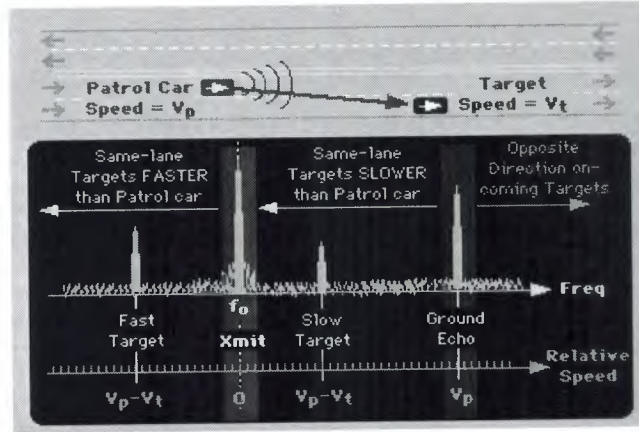 Patrol Car
Speed = Vp
Target
Speed = Vt
Same-lane
Targets FASTER
than Patrol car
Same-lane
Targets SLOWER
than Patrol car
Opposite
Direction on-
coming Targets
Freq
fo
Fast
Target
Xmit
Slow
Target
Ground
Echo
Relative
Speed
Vp-Vt
0
Vp-Vt
Vp